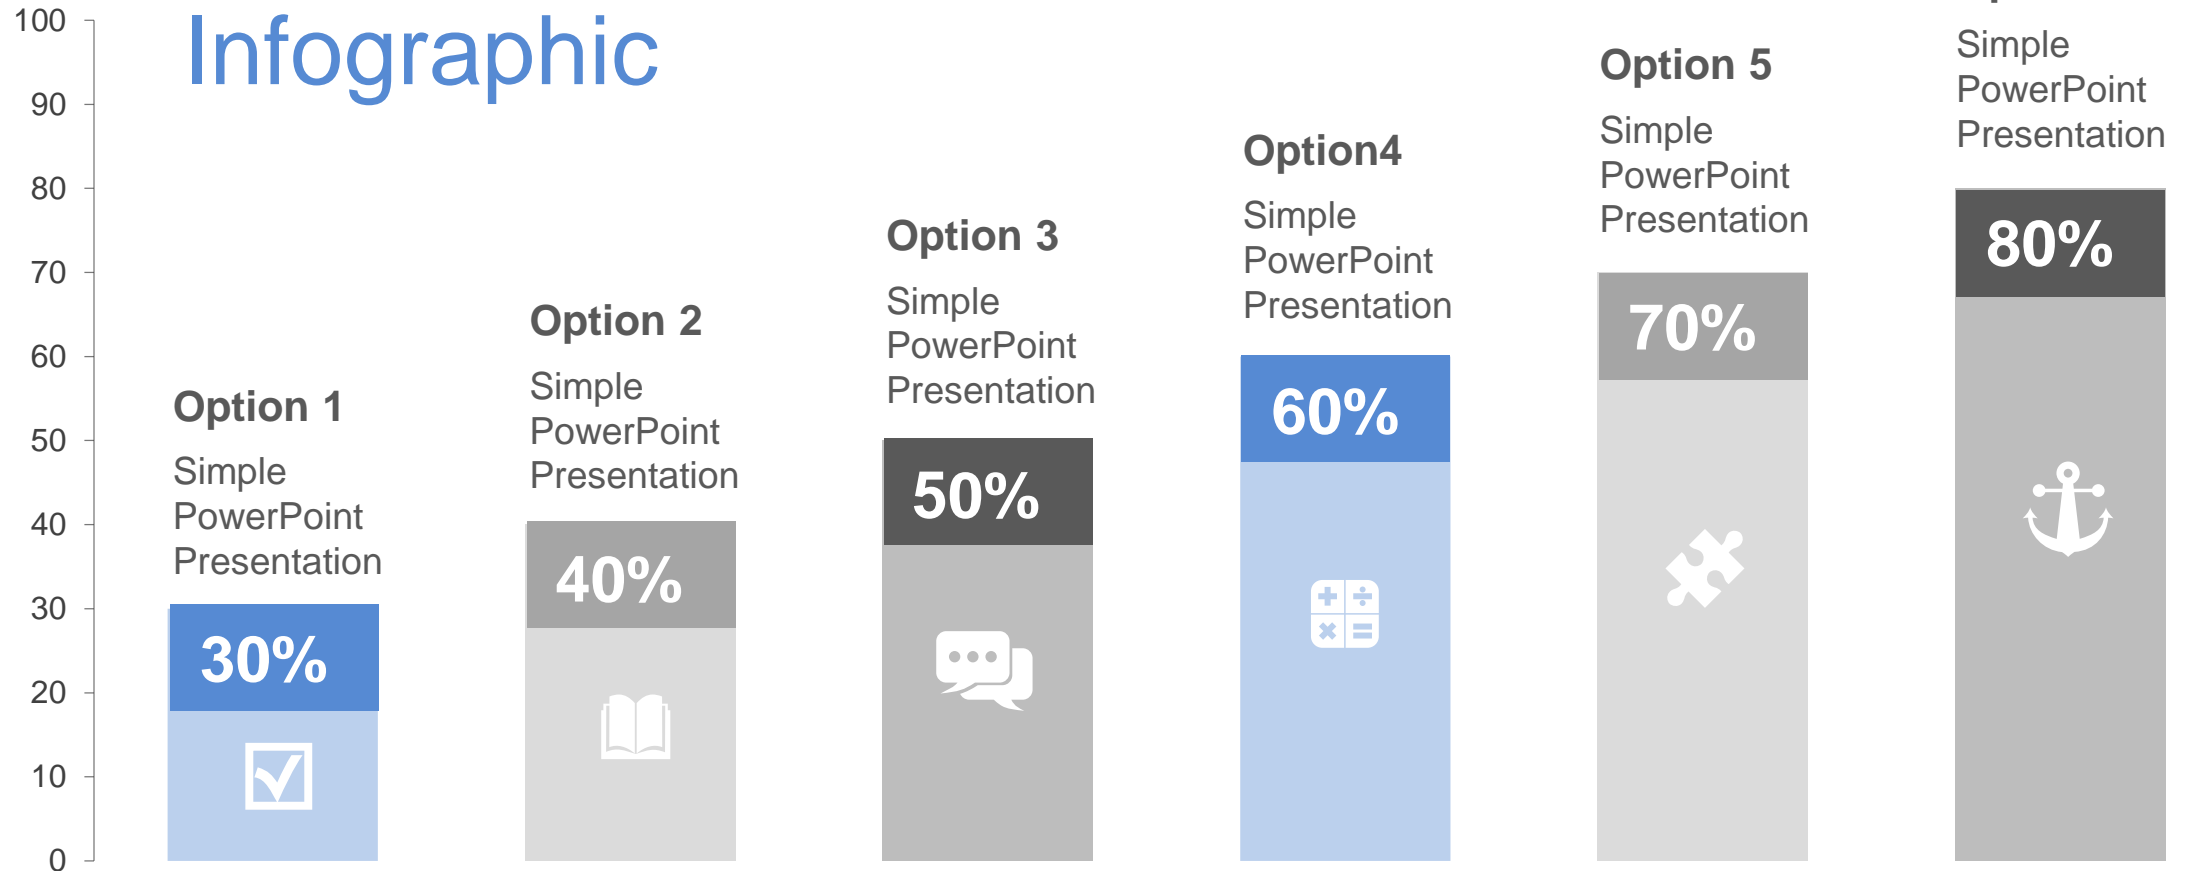 Infographic
100
90
80
70
60
50
40
30
20
10
0
Option 1
Simple
PowerPoint
Presentation
30%
Option 2
Simple
PowerPoint
Presentation
40%
Option 3
Simple
PowerPoint
Presentation
50%
Option4
Simple
PowerPoint
Presentation
60%
Option 5
Simple
PowerPoint
Presentation
70%
Simple
PowerPoint
Presentation
80%